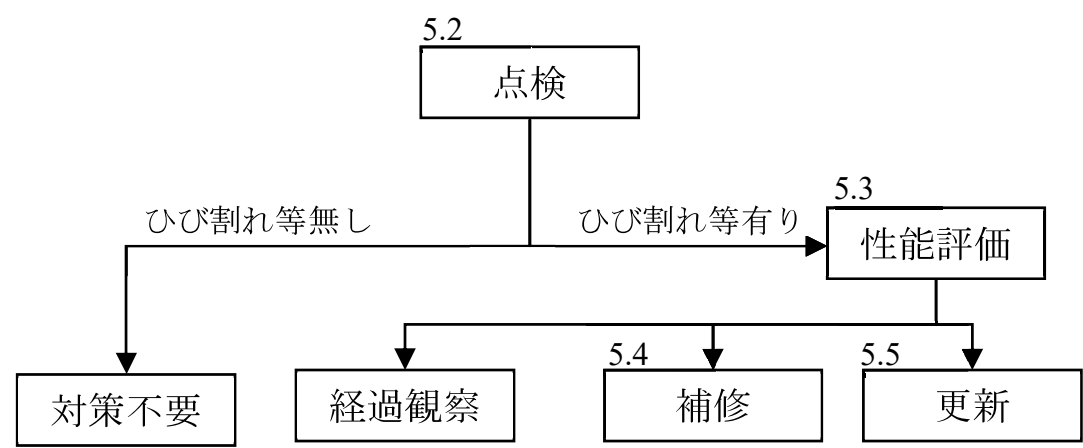 5.2
点検
ひび割れ等無し
ひび割れ等有り
5.3
性能評価
対策不要
経過観察
5.4
補修
5.5
更新